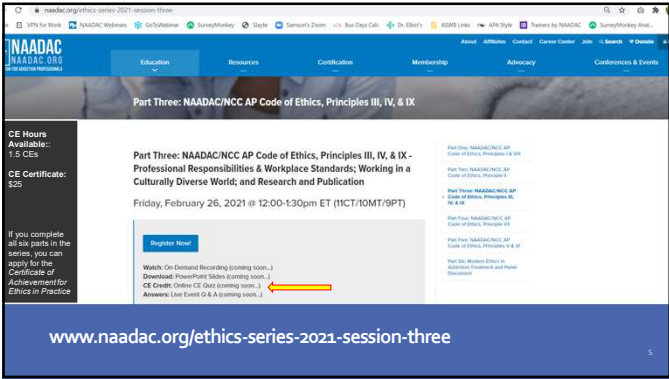 naadac.org/ethics-series-2021-session-three
VPN for Work NAADAC Webinars GoToWebinar SurveyMonkey Slayte Samson's Zoom Bus Days Calc Dr. Elliot's ASWB Links APA Style Trainers by NAADAC SurveyMonkey Anal...
About Affiliates Contact Career Center Join Search Donate
NAADAC
NAADAC.ORG
FOR ADDICTION PROFESSIONALS
Education Resources Certification Membership Advocacy Conferences & Events
Part Three: NAADAC/NCC AP Code of Ethics, Principles III, IV, & IX
CE Hours
Available::
1.5 CEs
CE Certificate:
$25
If you complete
all six parts in the
series, you can
apply for the
Certificate of
Achievement for
Ethics in Practice
Part Three: NAADAC/NCC AP Code of Ethics, Principles III, IV, & IX -
Professional Responsibilities & Workplace Standards; Working in a
Culturally Diverse World; and Research and Publication
Friday, February 26, 2021 @ 12:00-1:30pm ET (11CT/10MT/9PT)
Register Now!
Watch: On-Demand Recording (coming soon...)
Download: PowerPoint Slides (coming soon...)
CE Credit: Online CE Quiz (coming soon...)
Answers: Live Event Q & A (coming soon...)
Part One: NAADAC/NCC AP
Code of Ethics, Principles I & VIII
Part Two: NAADAC/NCC AP
Code of Ethics, Principle II
Part Three: NAADAC/NCC AP
Code of Ethics, Principles III,
IV, & IX
Part Four: NAADAC/NCC AP
Code of Ethics, Principle VII
Part Five: NAADAC/NCC AP
Code of Ethics, Principles V & VI
Part Six: Modern Ethics in
Addiction Treatment and Panel
Discussion
www.naadac.org/ethics-series-2021-session-three
5